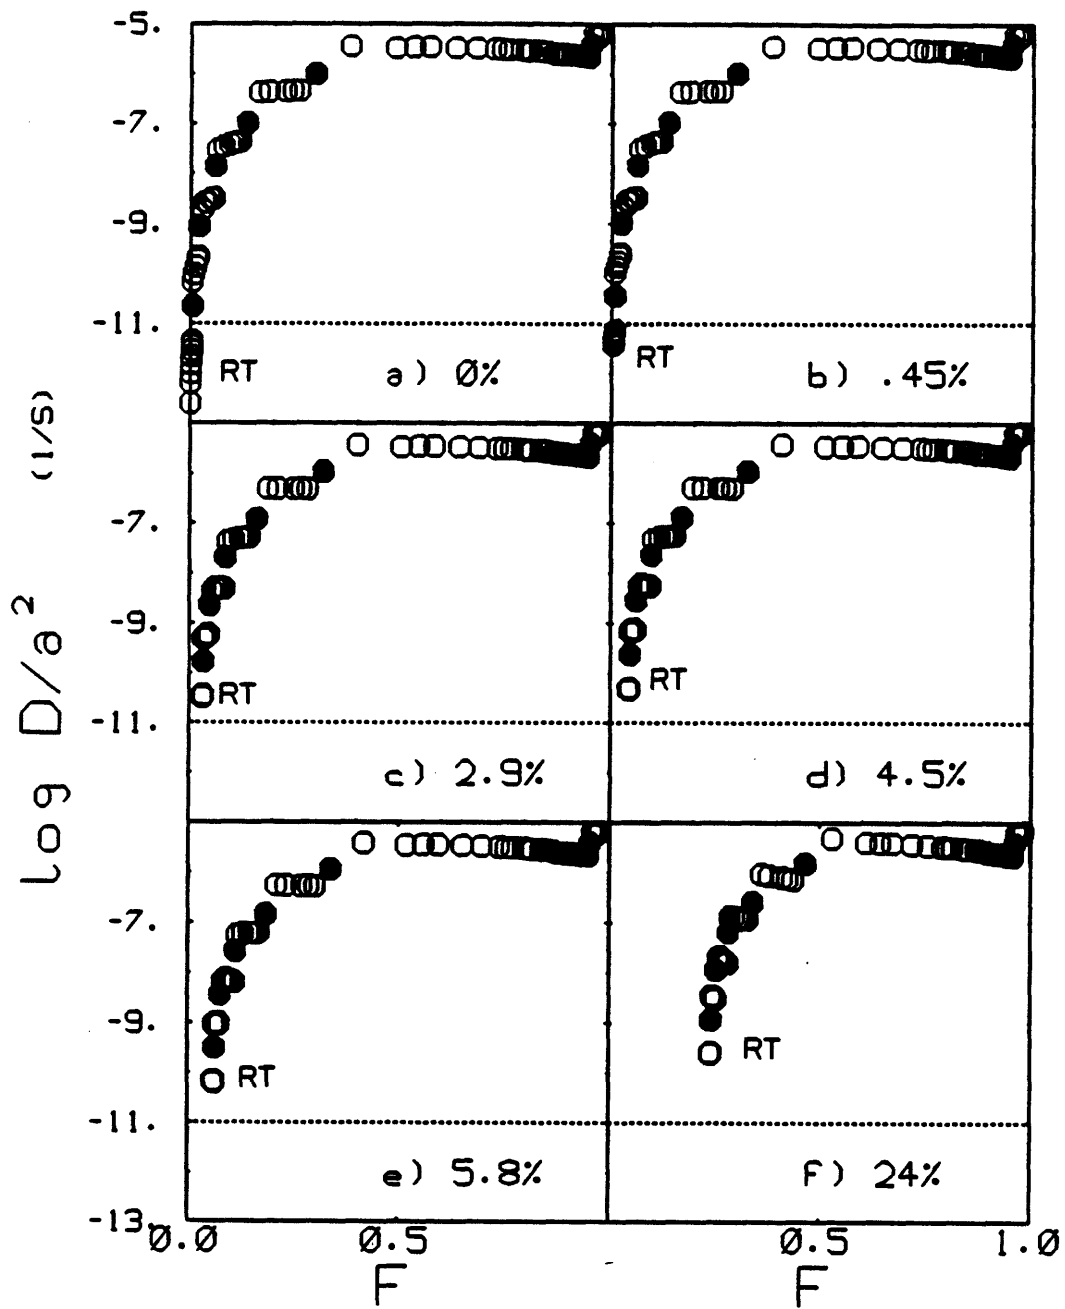 -5.
-7.
-9.
-11.
RT
a) 0%
RT
b) .45%
log D/a² (1/S)
-7.
-9.
-11.
RT
c) 2.9%
RT
d) 4.5%
-7.
-9.
-11.
-13.
RT
e) 5.8%
RT
F) 24%
0.0 0.5 0.5 1.0
F F